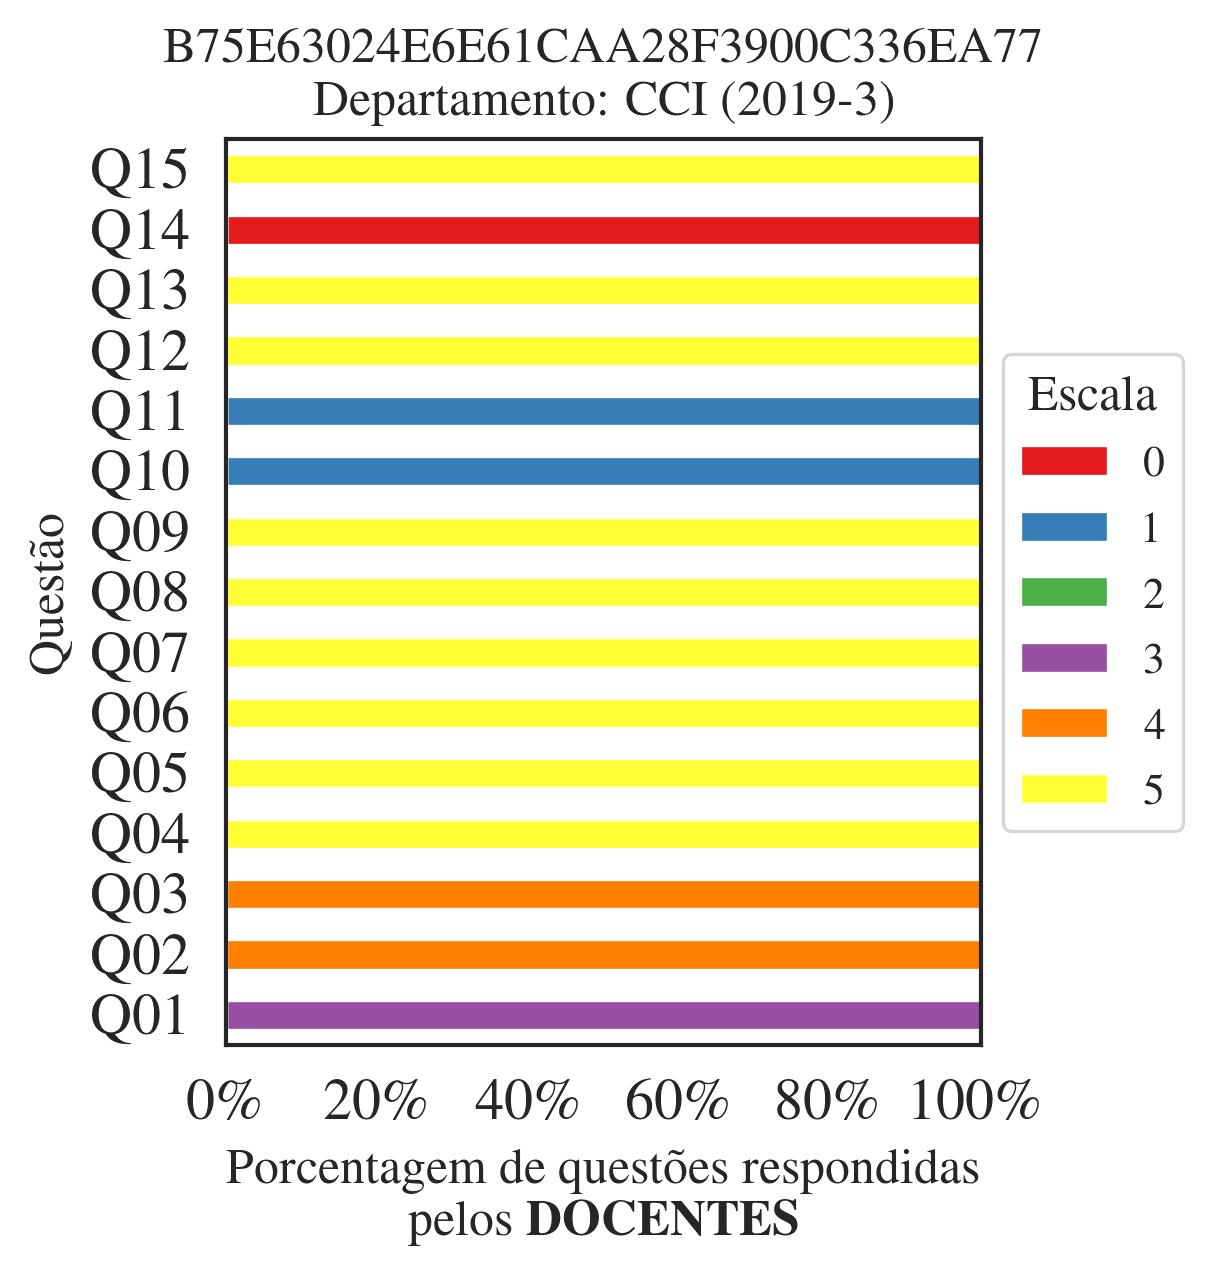 B75E63024E6E61CAA28F3900C336EA77
Departamento: CCI (2019-3)
Questão
Q15
Q14
Q13
Q12
Q11
Q10
Q09
Q08
Q07
Q06
Q05
Q04
Q03
Q02
Q01
0% 20% 40% 60% 80% 100%
Porcentagem de questões respondidas
pelos DOCENTES
Escala
0
1
2
3
4
5